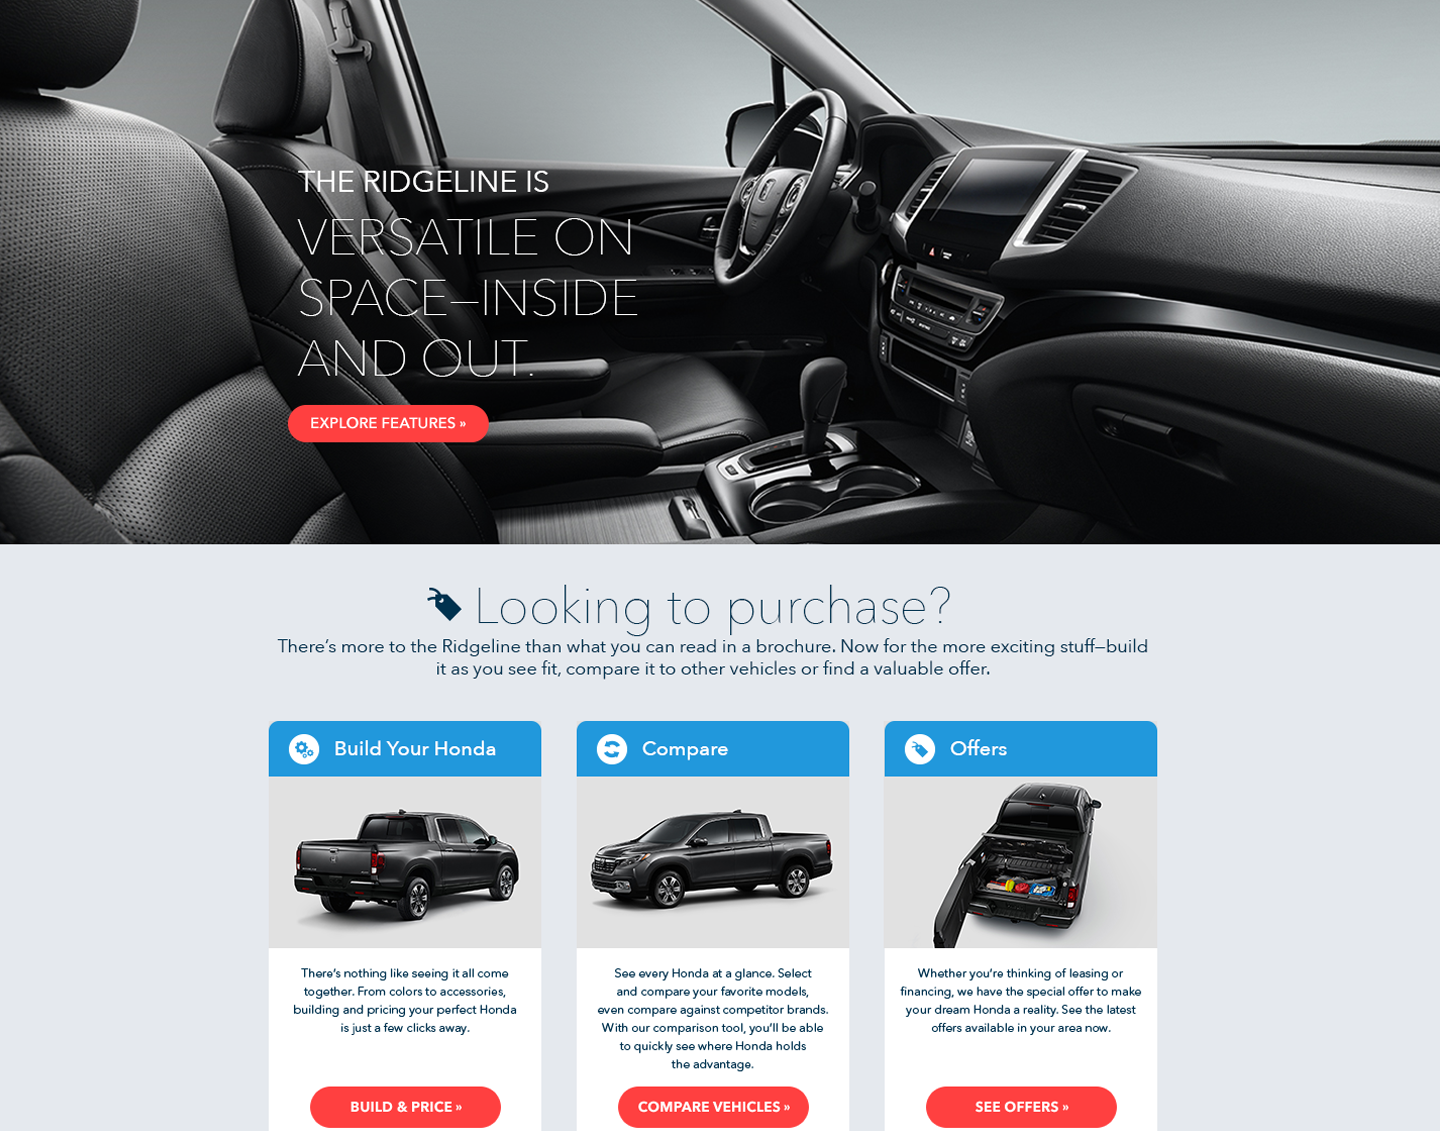 THE RIDGELINE IS
VERSATILE ON
SPACE—INSIDE
AND OUT.
EXPLORE FEATURES »
Looking to purchase?
There's more to the Ridgeline than what you can read in a brochure. Now for the more exciting stuff—build
it as you see fit, compare it to other vehicles or find a valuable offer.
Build Your Honda
There's nothing like seeing it all come
together. From colors to accessories,
building and pricing your perfect Honda
is just a few clicks away.
BUILD & PRICE »
Compare
See every Honda at a glance. Select
and compare your favorite models,
even compare against competitor brands.
With our comparison tool, you'll be able
to quickly see where Honda holds
the advantage.
COMPARE VEHICLES »
Offers
Whether you're thinking of leasing or
financing, we have the special offer to make
your dream Honda a reality. See the latest
offers available in your area now.
SEE OFFERS »